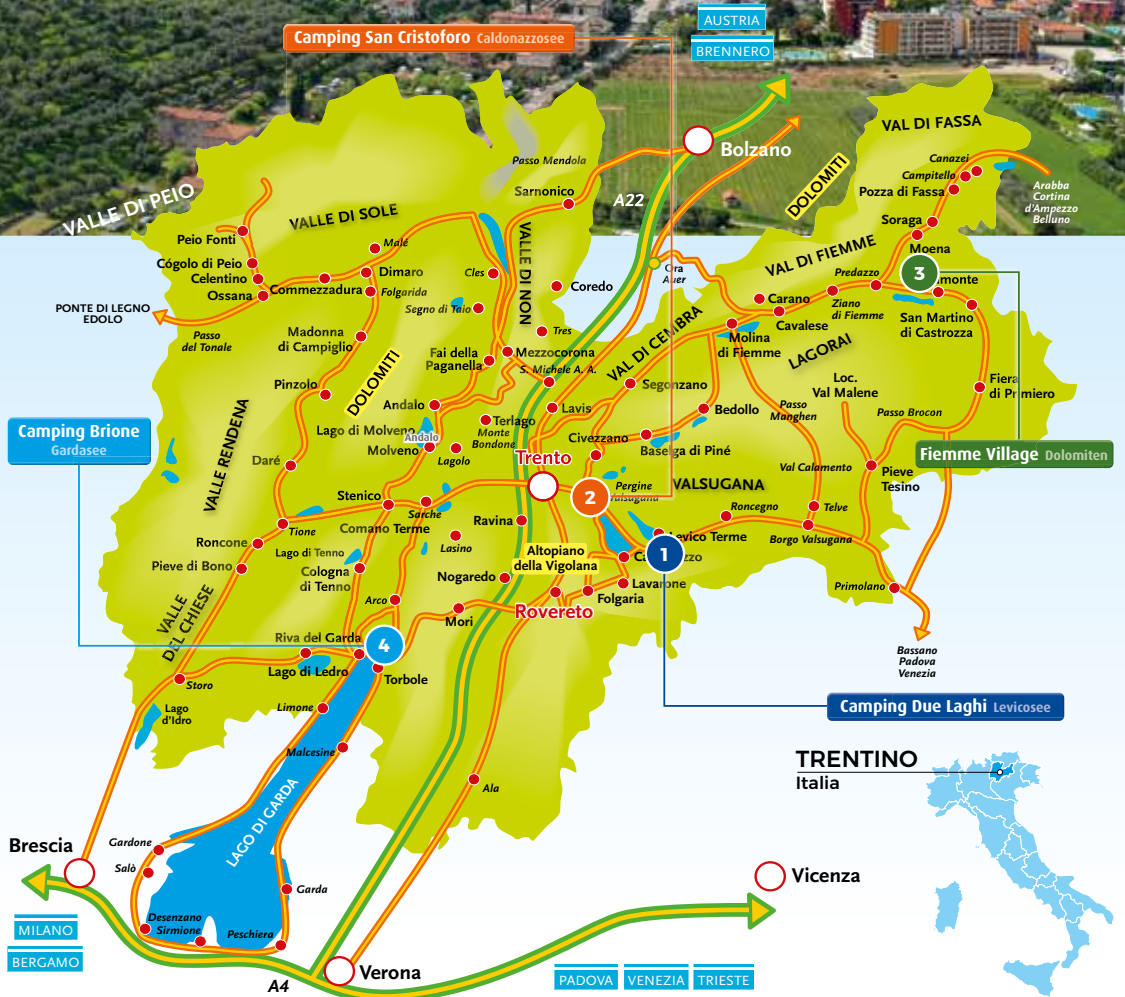 Camping San Cristoforo Caldonazzosee
AUSTRIA
BRENNERO
VAL DI FASSA
Bolzano
Passo Mendola
Canazei
Campitello
Pozza di Fassa
DOLOMITI
Arabba
Cortina
d'Ampezzo
Belluno
VALLE DI PEIO
VALLE DI SOLE
Sarnonico
A22
Soraga
Moena
Peio Fonti
Malé
VALLE DI NON
VAL DI FIEMME
Cógolo di Peio
Celentino
Ossana
Commezzadura
Dimaro
Folgarida
Cles
Coredo
Ora
Auer
Predazzo
3
Segno di Taio
Carano
Ziano
di Fiemme
Cavalese
San Martino
di Castrozza
PONTE DI LEGNO
EDOLO
Passo
del Tonale
Madonna
di Campiglio
Tres
VAL DI CEMBRA
Molina
di Fiemme
LAGORAI
Fai della
Paganella
Mezzocorona
S. Michele A. A.
DOLOMITI
Pinzolo
Segonzano
Loc.
Val Malene
Fiera
di Primiero
VALLE RENDENA
Andalo
Lavis
Bedollo
Passo
Manghen
Passo Brocon
Camping Brione
Gardasee
Lago di Molveno
Andalo
Molveno
Terlago
Monte
Bondone
Lagolo
Civezzano
Baselga di Piné
Fiemme Village Dolomiten
Daré
Trento
Val Calamento
Pieve
Tesino
Stenico
Sarche
2
Pergine
Valsugana
VALSUGANA
Roncegno
Telve
Tione
Comano Terme
Ravina
Levico Terme
Borgo Valsugana
Roncone
Lago di Tenno
Lasino
Altopiano
della Vigolana
1
Pieve di Bono
Cologna
di Tenno
Nogaredo
Lavarone
Folgaria
Primolano
VALLE
DEL CHIESE
Arco
Mori
Rovereto
Riva del Garda
4
Bassano
Padova
Venezia
Lago di Ledro
Torbole
Storo
Lago
d'Idro
Limone
Camping Due Laghi Levicosee
Malcesine
TRENTINO
Italia
Ala
LAGO DI GARDA
Brescia
Gardone
Salò
Garda
Vicenza
MILANO
BERGAMO
Desenzano
Sirmione
Peschiera
Verona
A4
PADOVA
VENEZIA
TRIESTE